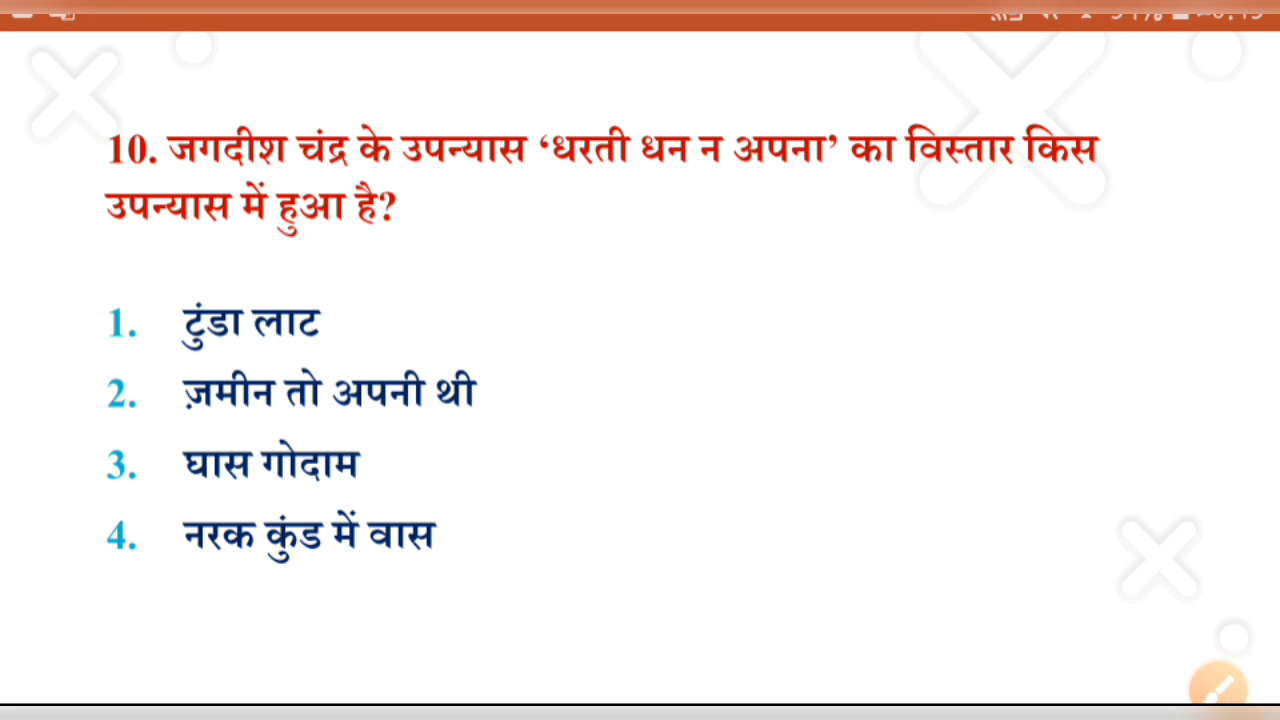 10. जगदीश चंद्र के उपन्यास ‘धरती धन न अपना’ का विस्तार किस
उपन्यास में हुआ है?
1. टुंडा लाट
2. ज़मीन तो अपनी थी
3. घास गोदाम
4. नरक कुंड में वास